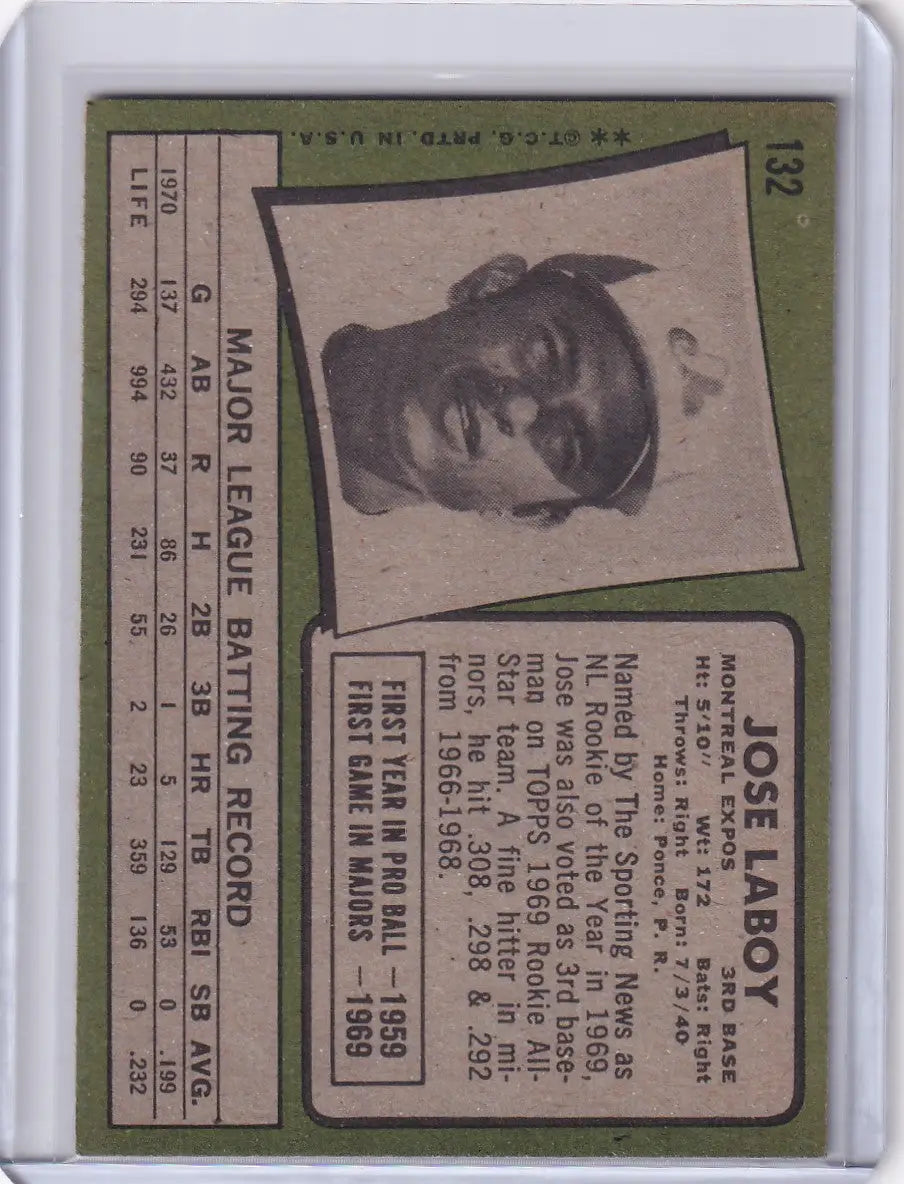 132
**©T.C.G. PRTD. IN U.S.A.
JOSE LABOY
MONTREAL EXPOS 3RD BASE
Ht: 5'10" Wt: 172 Bats: Right
Throws: Right Born: 7/3/40
Home: Ponce, P. R.
Named by The Sporting News as
NL Rookie of the Year in 1969,
Jose was also voted as 3rd base-
man on TOPPS 1969 Rookie All-
Star team. A fine hitter in mi-
nors, he hit .308, .298 & .292
from 1966-1968.
FIRST YEAR IN PRO BALL —1959
FIRST GAME IN MAJORS —1969
MAJOR LEAGUE BATTING RECORD
G AB R H 2B 3B HR TB RBI SB AVG.
1970 137 432 37 86 26 1 5 129 53 0 .199
LIFE 294 994 90 231 55 2 23 359 136 0 .232